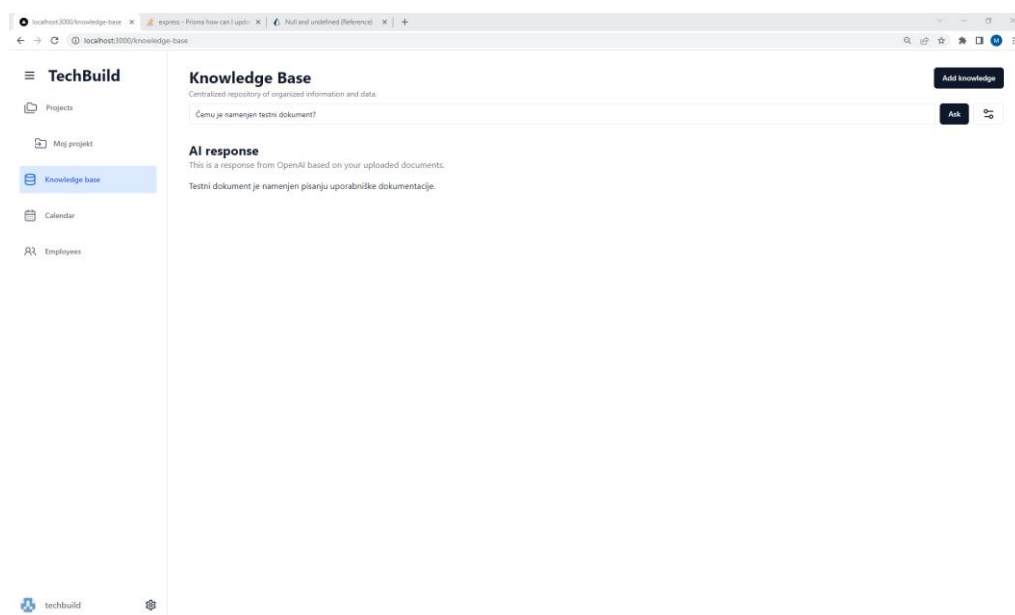 localhost:3000/knowledge-base
express - Prisma how can I upda
Null and undefined (Reference)
localhost:3000/knowledge-base
M
TechBuild
Projects
Moj projekt
Knowledge base
Calendar
Employees
Knowledge Base
Centralized repository of organized information and data.
Add knowledge
Čemu je namenjen testni dokument?
Ask
AI response
This is a response from OpenAI based on your uploaded documents.
Testni dokument je namenjen pisanju uporabniške dokumentacije.
techbuild